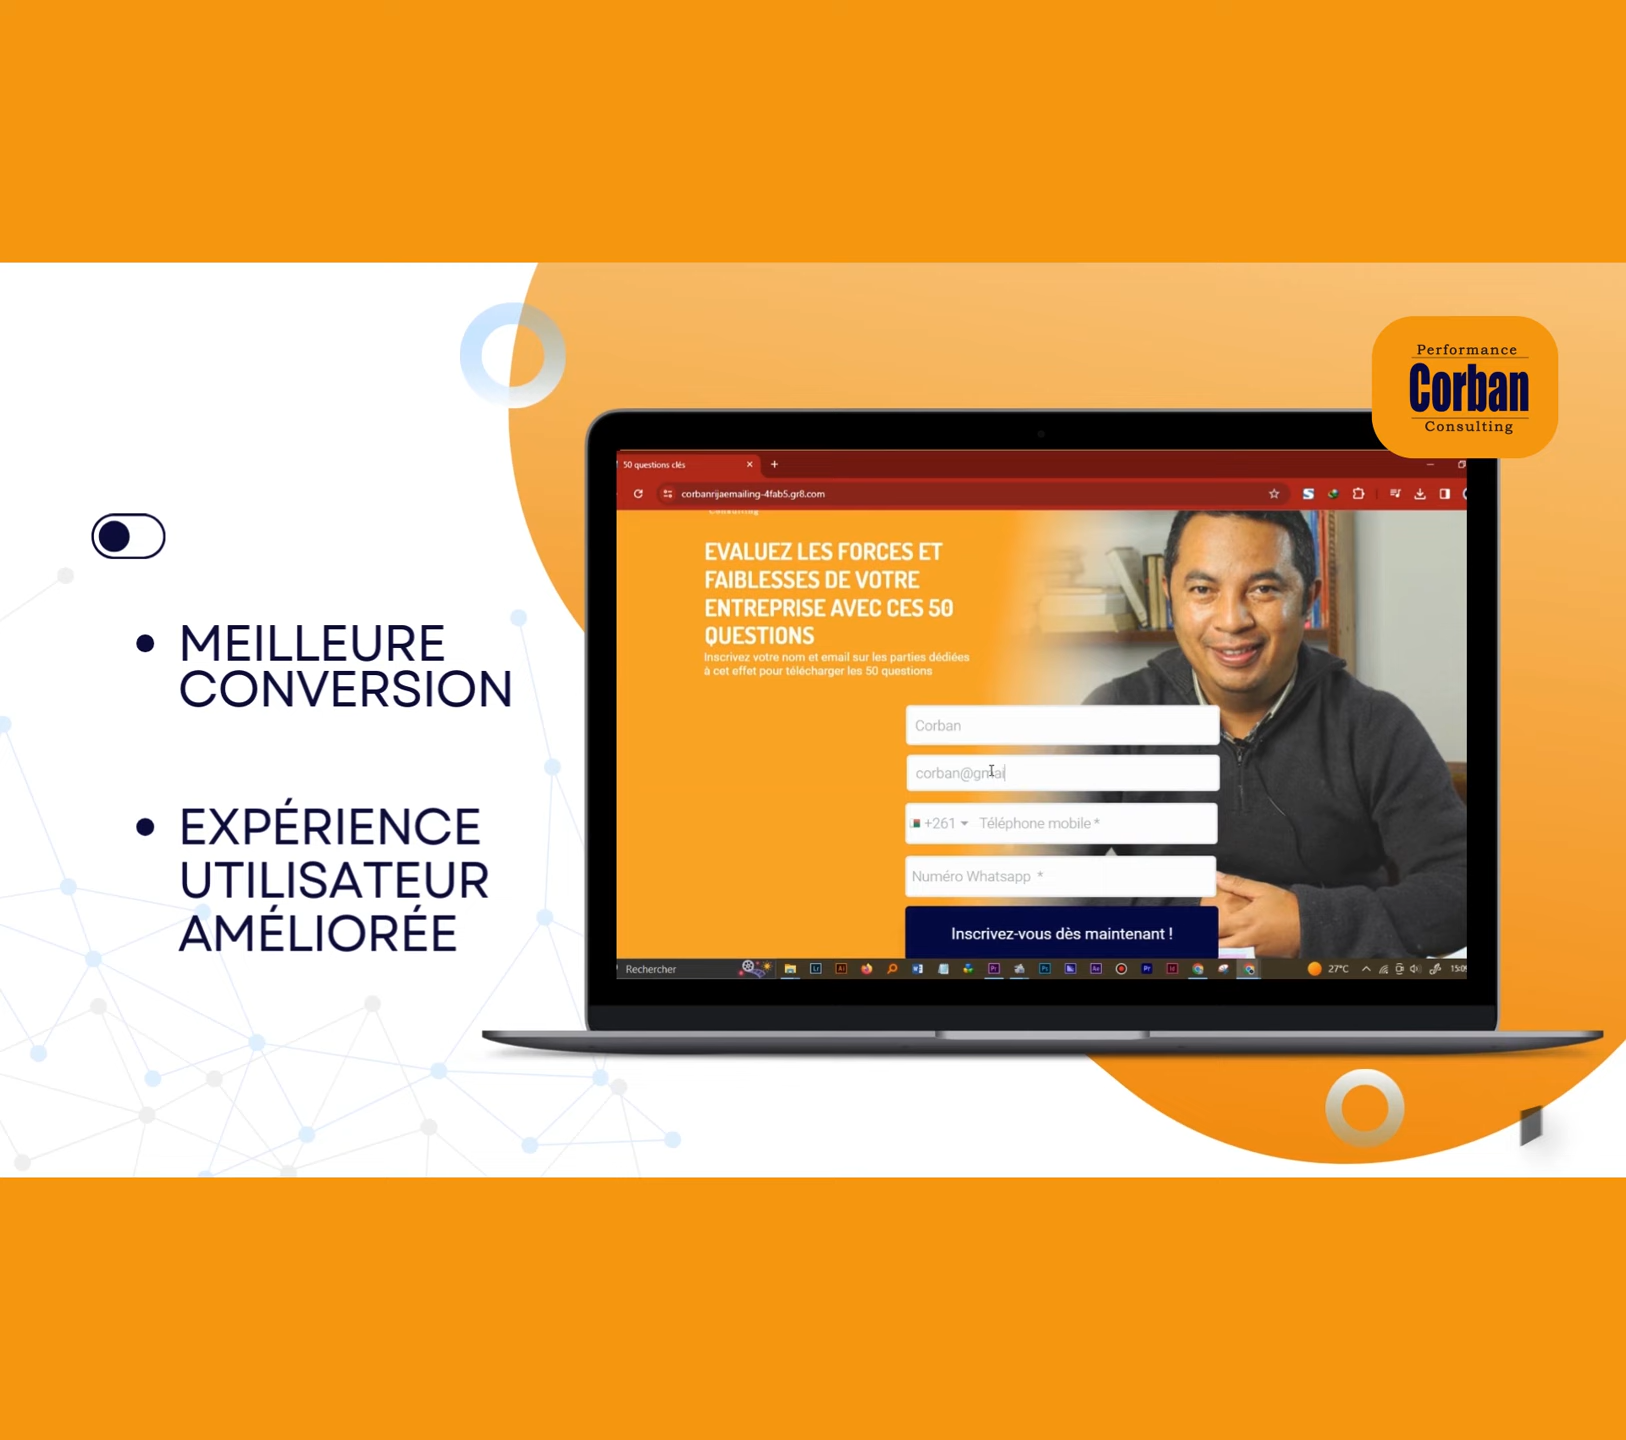 Performance
Corban
Consulting
50 questions clés
corbanrijaemailing-4fab5.gr8.com
Consulting
EVALUEZ LES FORCES ET
FAIBLESSES DE VOTRE
ENTREPRISE AVEC CES 50
QUESTIONS
Inscrivez votre nom et email sur les parties dédiées
à cet effet pour télécharger les 50 questions
Corban
corban@gmai
+261 Téléphone mobile *
Numéro Whatsapp *
Inscrivez-vous dès maintenant !
Rechercher
27°C
• MEILLEURE
CONVERSION
• EXPÉRIENCE
UTILISATEUR
AMÉLIORÉE